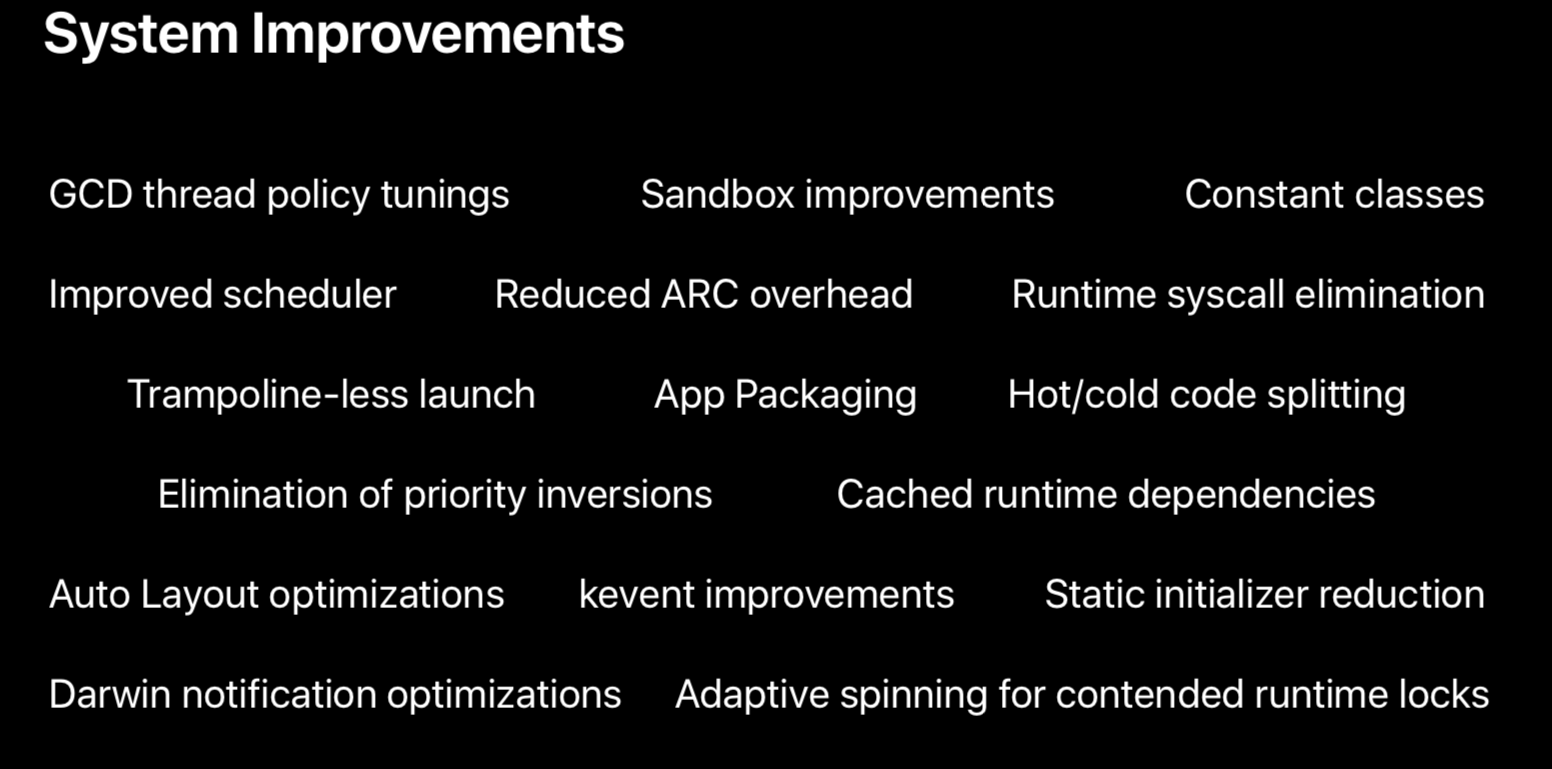 System Improvements
GCD thread policy tunings Sandbox improvements Constant classes
Improved scheduler Reduced ARC overhead Runtime syscall elimination
Trampoline-less launch App Packaging Hot/cold code splitting
Elimination of priority inversions Cached runtime dependencies
Auto Layout optimizations kevent improvements Static initializer reduction
Darwin notification optimizations Adaptive spinning for contended runtime locks